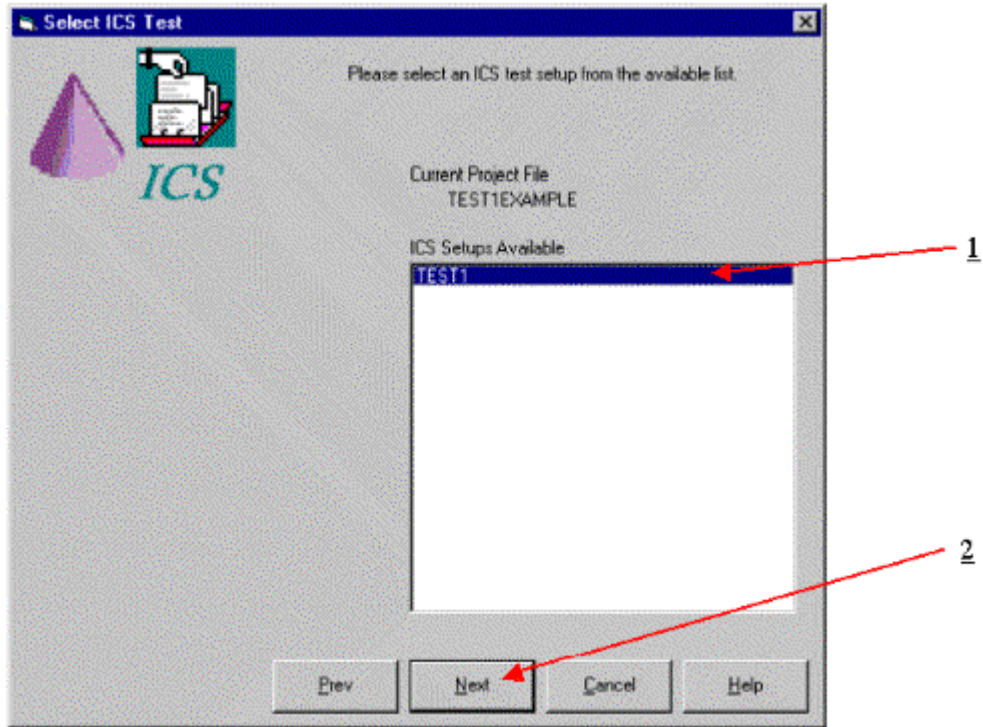 Select ICS Test
Please select an ICS test setup from the available list.
ICS
Current Project File
TEST1EXAMPLE
ICS Setups Available
TEST1
1
2
Prev
Next
Cancel
Help